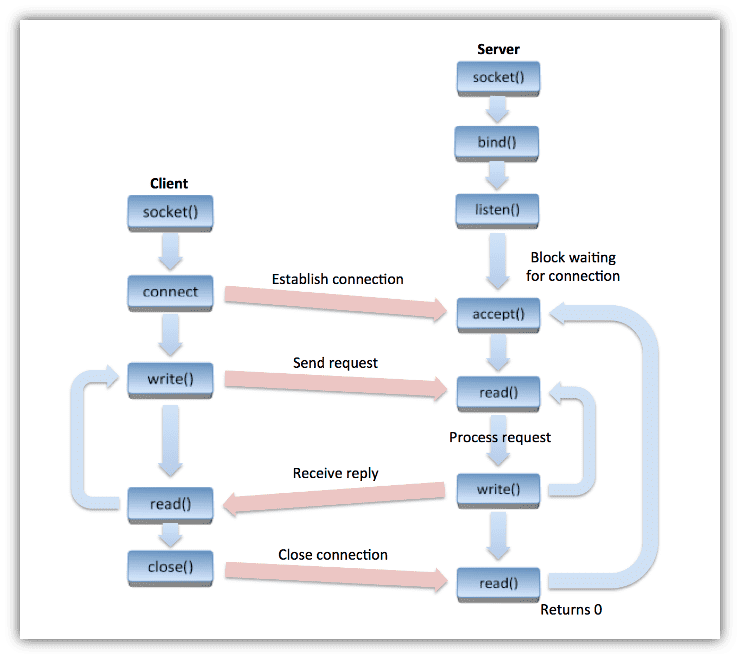 Server
socket()
bind()
Client
socket()
listen()
Block waiting
for connection
Establish connection
connect
accept()
Send request
write()
read()
Process request
Receive reply
write()
read()
Close connection
close()
read()
Returns 0